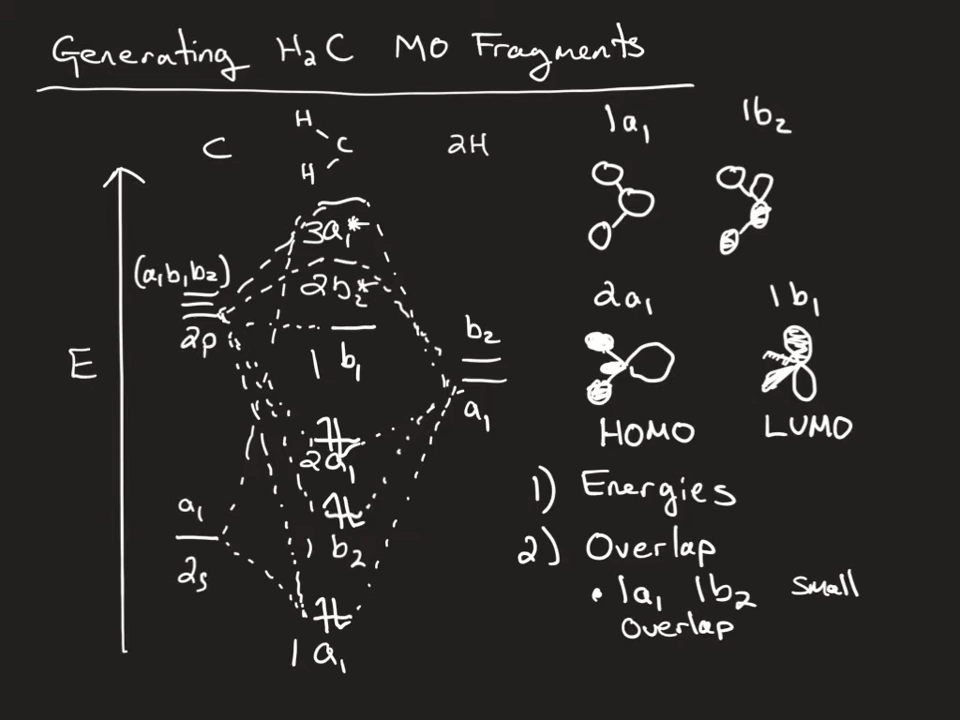 Generating H₂C MO Fragments
C
H
C
H
2H
1a₁
1b₂
3a₁*
(a₁b₁b₂)
2b₂*
2p
1 b₁
b₂
a₁
E
2a₁
1b₁
HOMO
LUMO
2a₁
a₁
2s
1 b₂
1 a₁
1) Energies
2) Overlap
• 1a₁ 1b₂ small
overlap